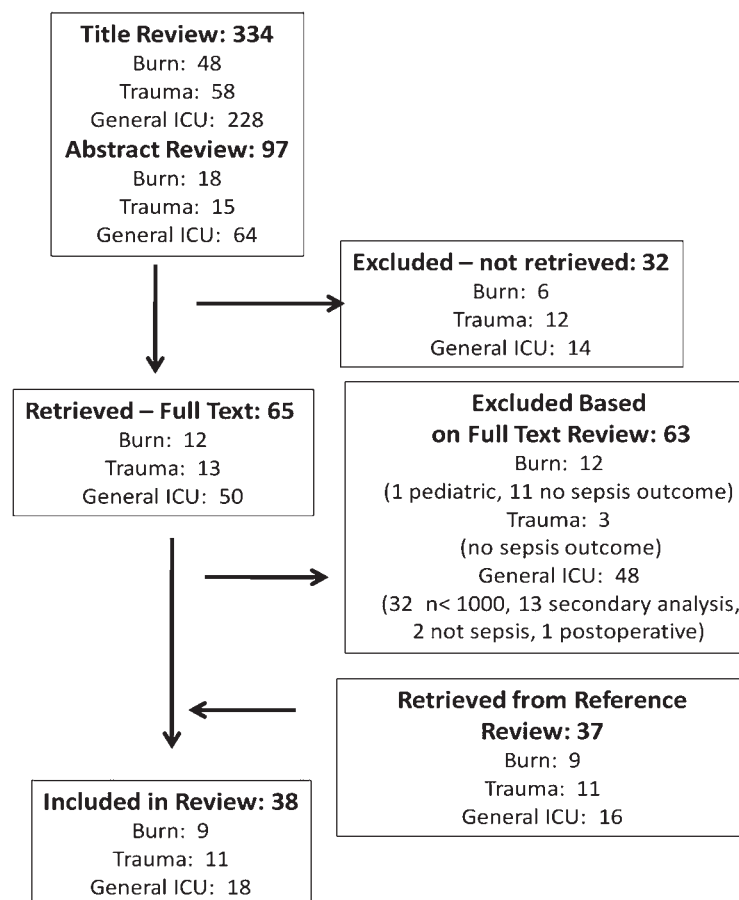 Title Review: 334
Burn: 48
Trauma: 58
General ICU: 228
Abstract Review: 97
Burn: 18
Trauma: 15
General ICU: 64
Excluded – not retrieved: 32
Burn: 6
Trauma: 12
General ICU: 14
Retrieved – Full Text: 65
Burn: 12
Trauma: 13
General ICU: 50
Excluded Based
on Full Text Review: 63
Burn: 12
(1 pediatric, 11 no sepsis outcome)
Trauma: 3
(no sepsis outcome)
General ICU: 48
(32 n< 1000, 13 secondary analysis,
2 not sepsis, 1 postoperative)
Retrieved from Reference
Review: 37
Burn: 9
Trauma: 11
General ICU: 16
Included in Review: 38
Burn: 9
Trauma: 11
General ICU: 18